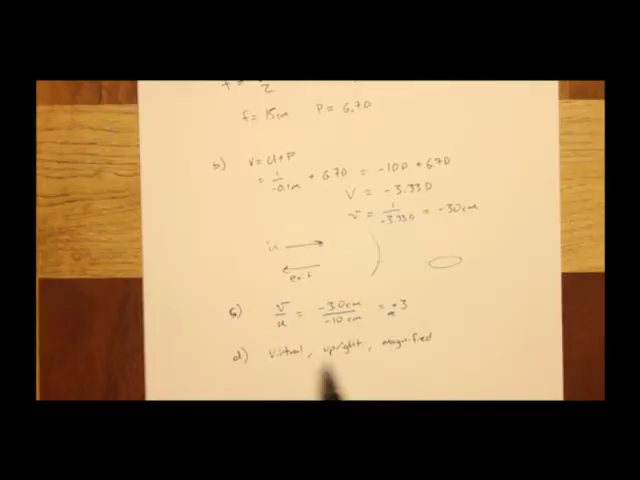 f = 15cm P = 6.7D
b) V = U+P
= 1/-0.1m + 6.7D = -10D + 6.7D
V = -3.33D
v = 1/-3.33D = -30cm
in
exit
c) v/u = -30cm/-10cm = +3
d) Virtual, upright, magnified